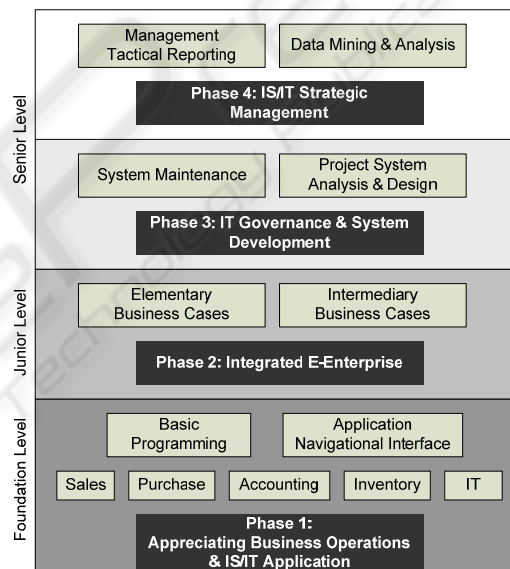 Management
Tactical Reporting
Data Mining & Analysis
Phase 4: IS/IT Strategic
Management
Senior Level
System Maintenance
Project System
Analysis & Design
Phase 3: IT Governance & System
Development
Elementary
Business Cases
Intermediary
Business Cases
Junior Level
Phase 2: Integrated E-Enterprise
Basic
Programming
Application
Navigational Interface
Foundation Level
Sales
Purchase
Accounting
Inventory
IT
Phase 1:
Appreciating Business Operations
& IS/IT Application